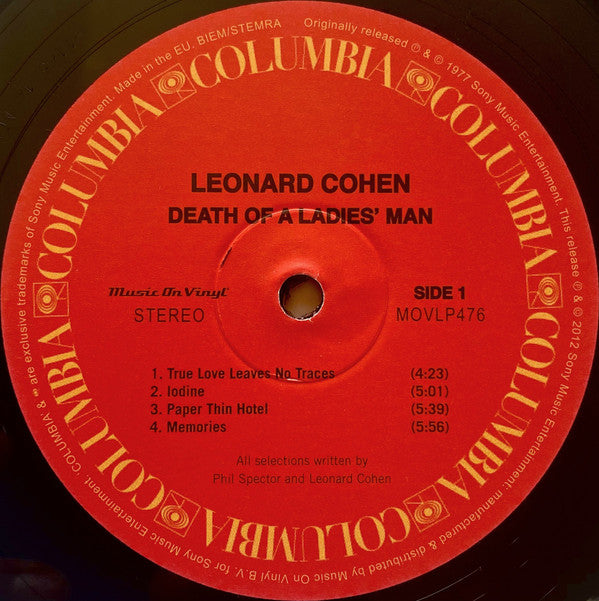 Originally released ℗ & © 1977 Sony Music Entertainment. This release ℗ & © 2012 Sony Music Entertainment: manufactured & distributed by Music On Vinyl B.V. for Sony Music Entertainment. "COLUMBIA" & are exclusive trademarks of Sony Music Entertainment. Made in the EU. BIEM/STEMRA
COLUMBIA
COLUMBIA
COLUMBIA
COLUMBIA
COLUMBIA
COLUMBIA
COLUMBIA
LEONARD COHEN
DEATH OF A LADIES' MAN
Music On Vinyl
SIDE 1
STEREO
MOVLP476
1. True Love Leaves No Traces (4:23)
2. Iodine (5:01)
3. Paper Thin Hotel (5:39)
4. Memories (5:56)
All selections written by
Phil Spector and Leonard Cohen